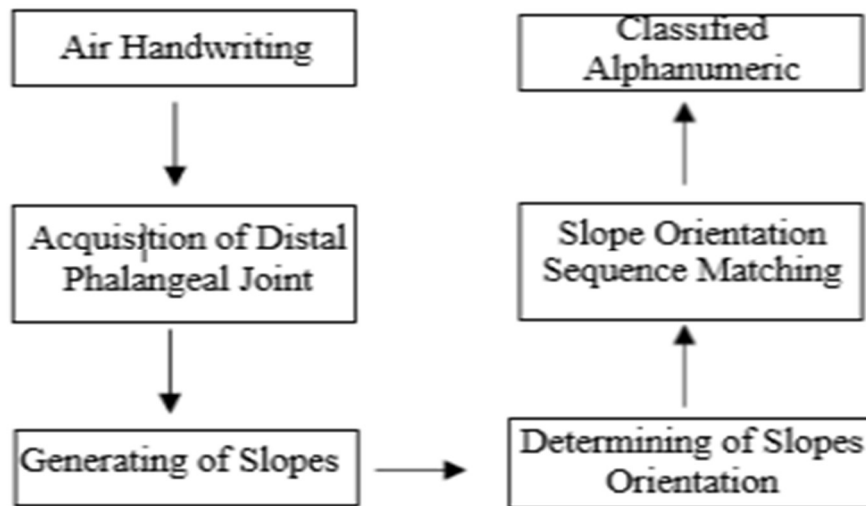 Air Handwriting
Acquisition of Distal
Phalangeal Joint
Generating of Slopes
Determining of Slopes
Orientation
Slope Orientation
Sequence Matching
Classified
Alphanumeric